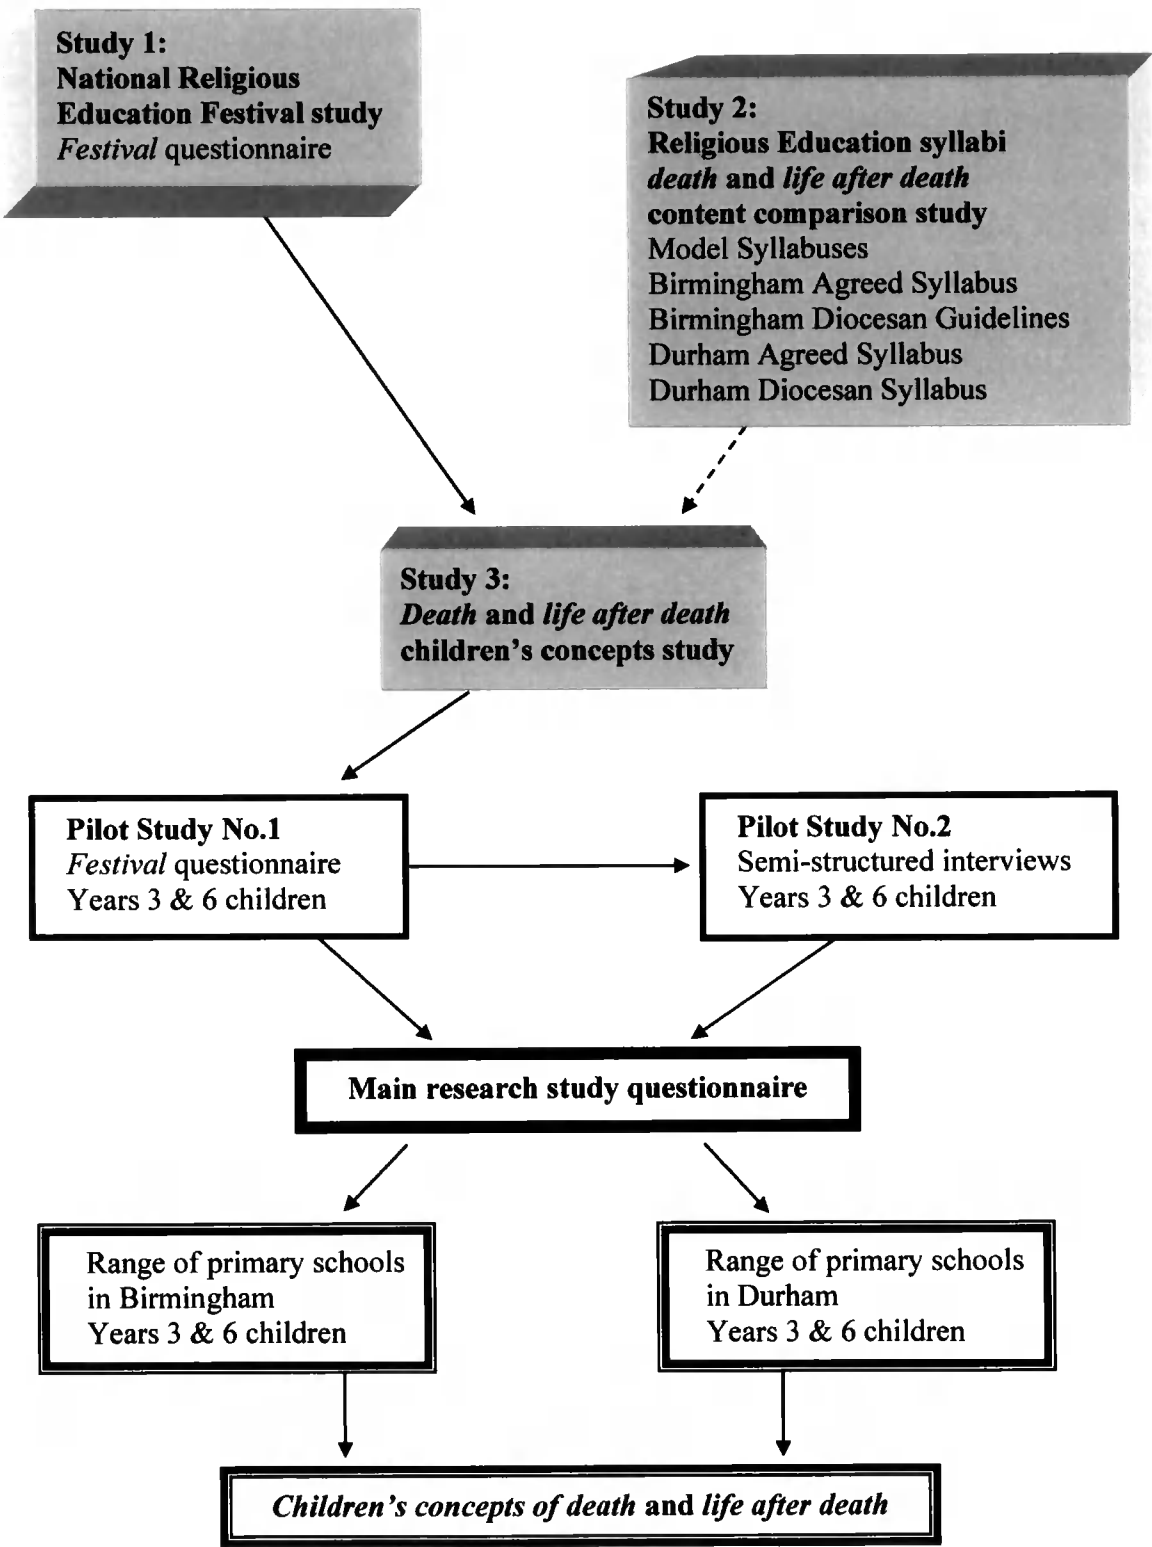 Study 1:
National Religious
Education Festival study
Festival questionnaire
Study 2:
Religious Education syllabi
death and life after death
content comparison study
Model Syllabuses
Birmingham Agreed Syllabus
Birmingham Diocesan Guidelines
Durham Agreed Syllabus
Durham Diocesan Syllabus
Study 3:
Death and life after death
children's concepts study
Pilot Study No.1
Festival questionnaire
Years 3 & 6 children
Pilot Study No.2
Semi-structured interviews
Years 3 & 6 children
Main research study questionnaire
Range of primary schools
in Birmingham
Years 3 & 6 children
Range of primary schools
in Durham
Years 3 & 6 children
Children's concepts of death and life after death